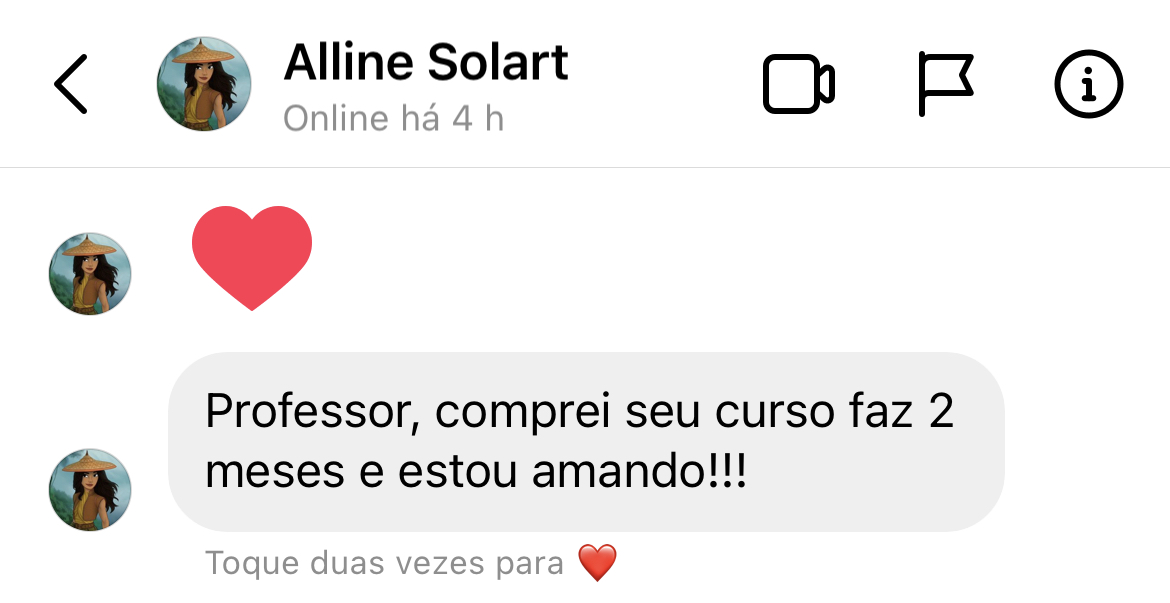 Alline Solart
Online há 4 h
Professor, comprei seu curso faz 2
meses e estou amando!!!
Toque duas vezes para ❤️